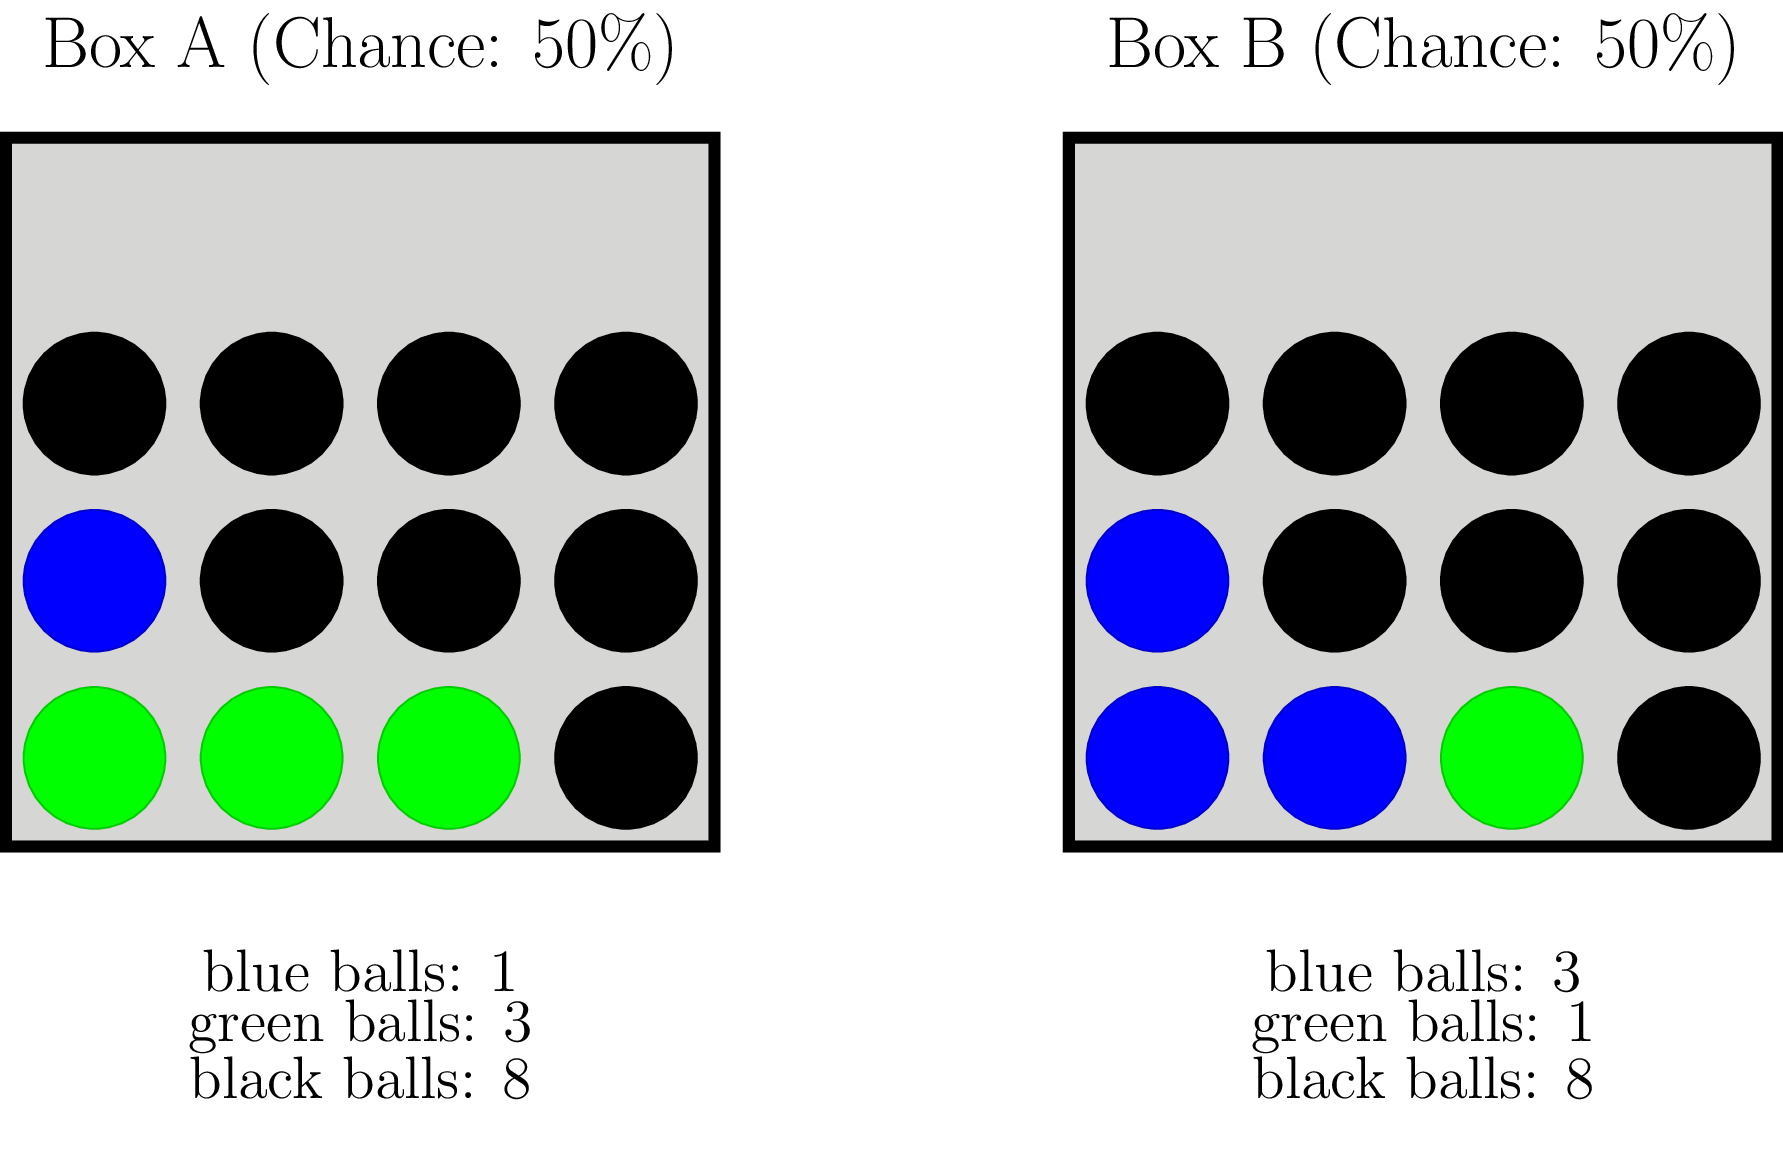 Box A (Chance: 50%)
Box B (Chance: 50%)
blue balls: 1
green balls: 3
black balls: 8
blue balls: 3
green balls: 1
black balls: 8